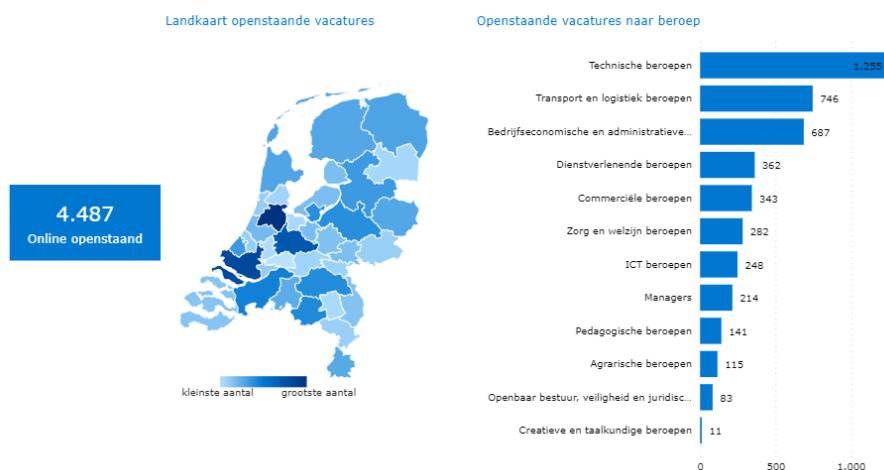 Landkaart openstaande vacatures
Openstaande vacatures naar beroep
4.487
Online openstaand
kleinste aantal grootste aantal
Technische beroepen 1.255
Transport en logistiek beroepen 746
Bedrijfseconomische en administratieve... 687
Dienstverlenende beroepen 362
Commerciële beroepen 343
Zorg en welzijn beroepen 282
ICT beroepen 248
Managers 214
Pedagogische beroepen 141
Agrarische beroepen 115
Openbaar bestuur, veiligheid en juridisc... 83
Creatieve en taalkundige beroepen 11
0 500 1.000